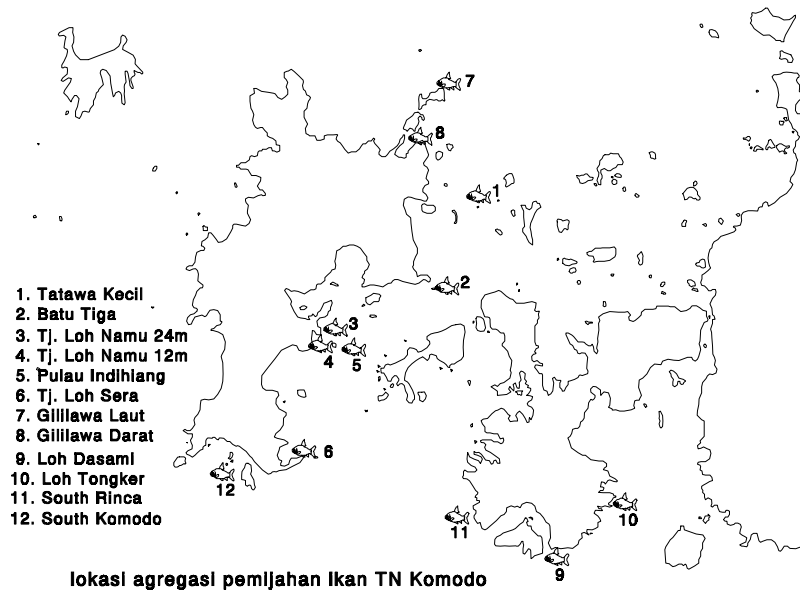 7
8
1
2
3
4
5
6
12
11
10
9
1. Tatawa Kecil
2. Batu Tiga
3. Tj. Loh Namu 24m
4. Tj. Loh Namu 12m
5. Pulau Indihiang
6. Tj. Loh Sera
7. Gililawa Laut
8. Gililawa Darat
9. Loh Dasami
10. Loh Tongker
11. South Rinca
12. South Komodo
lokasi agregasi pemijahan ikan TN Komodo